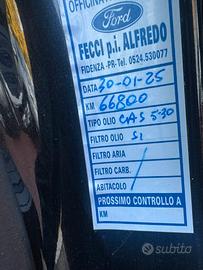 OFFICINA
Ford
FECCI p.i. ALFREDO
FIDENZA -PR- Tel. 0524.530077
DATA 30-01-25
KM 66800
TIPO OLIO CAS 5-30
FILTRO OLIO SI
FILTRO ARIA /
FILTRO CARB.
ABITACOLO
PROSSIMO CONTROLLO A
KM
subito